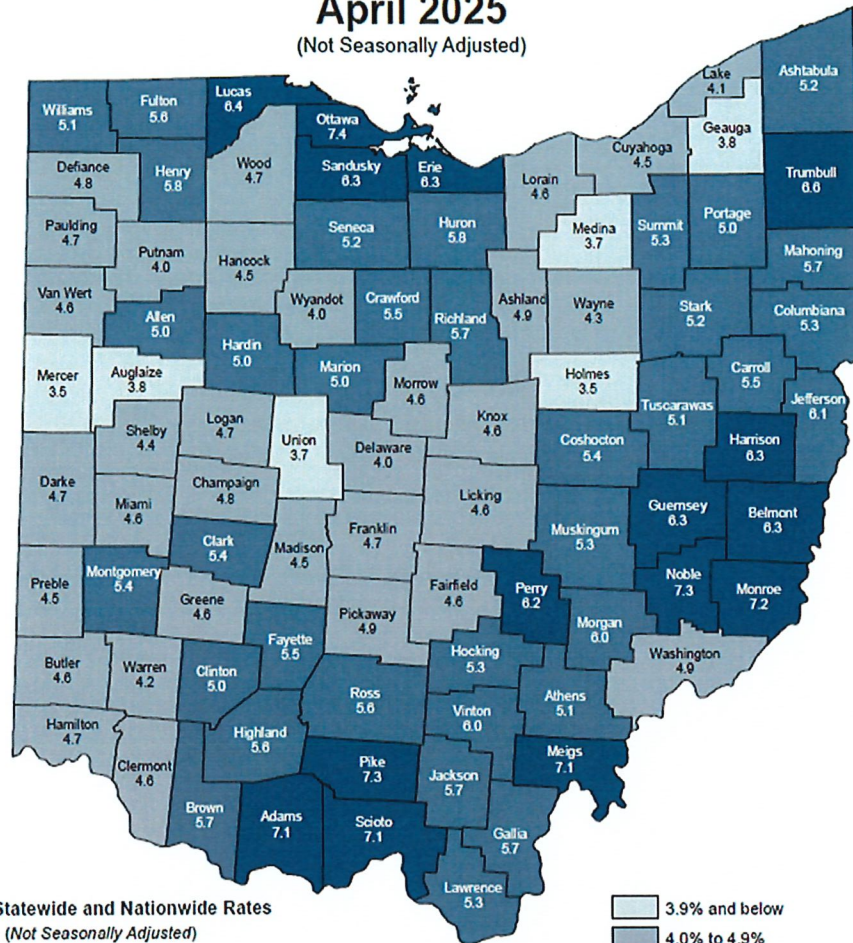 April 2025
(Not Seasonally Adjusted)
Lake
4.1
Ashtabula
5.2
Williams
5.1
Fulton
5.6
Lucas
6.4
Ottawa
7.4
Geauga
3.8
Cuyahoga
4.5
Defiance
4.8
Henry
5.8
Wood
4.7
Sandusky
6.3
Erie
6.3
Lorain
4.6
Trumbull
6.6
Paulding
4.7
Seneca
5.2
Huron
5.8
Medina
3.7
Summit
5.3
Portage
5.0
Putnam
4.0
Hancock
4.5
Mahoning
5.7
Van Wert
4.6
Allen
5.0
Wyandot
4.0
Crawford
5.5
Richland
5.7
Ashland
4.9
Wayne
4.3
Stark
5.2
Columbiana
5.3
Hardin
5.0
Mercer
3.5
Auglaize
3.8
Marion
5.0
Morrow
4.6
Holmes
3.5
Carroll
5.5
Tuscarawas
5.1
Jefferson
6.1
Shelby
4.4
Logan
4.7
Union
3.7
Knox
4.6
Delaware
4.0
Coshocton
5.4
Harrison
6.3
Darke
4.7
Miami
4.6
Champaign
4.8
Licking
4.6
Guernsey
6.3
Belmont
6.3
Clark
5.4
Madison
4.5
Franklin
4.7
Muskingum
5.3
Preble
4.5
Montgomery
5.4
Greene
4.6
Fairfield
4.6
Perry
6.2
Noble
7.3
Monroe
7.2
Pickaway
4.9
Fayette
5.5
Morgan
6.0
Butler
4.6
Warren
4.2
Clinton
5.0
Hocking
5.3
Washington
4.9
Ross
5.6
Athens
5.1
Hamilton
4.7
Highland
5.6
Vinton
6.0
Clermont
4.6
Pike
7.3
Jackson
5.7
Meigs
7.1
Brown
5.7
Adams
7.1
Scioto
7.1
Gallia
5.7
Lawrence
5.3
Statewide and Nationwide Rates
(Not Seasonally Adjusted)
3.9% and below
4.0% to 4.9%